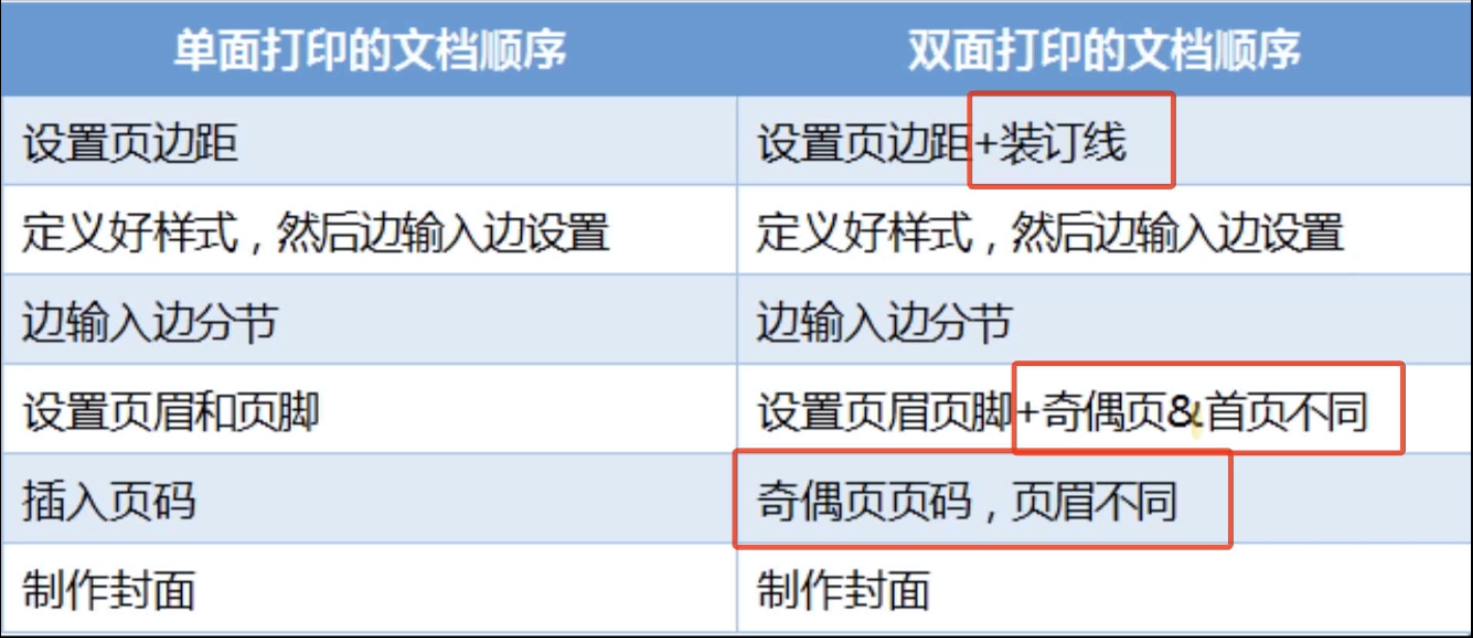 单面打印的文档顺序 双面打印的文档顺序
设置页边距 设置页边距+装订线
定义好样式，然后边输入边设置 定义好样式，然后边输入边设置
边输入边分节 边输入边分节
设置页眉和页脚 设置页眉页脚+奇偶页&首页不同
插入页码 奇偶页页码，页眉不同
制作封面 制作封面